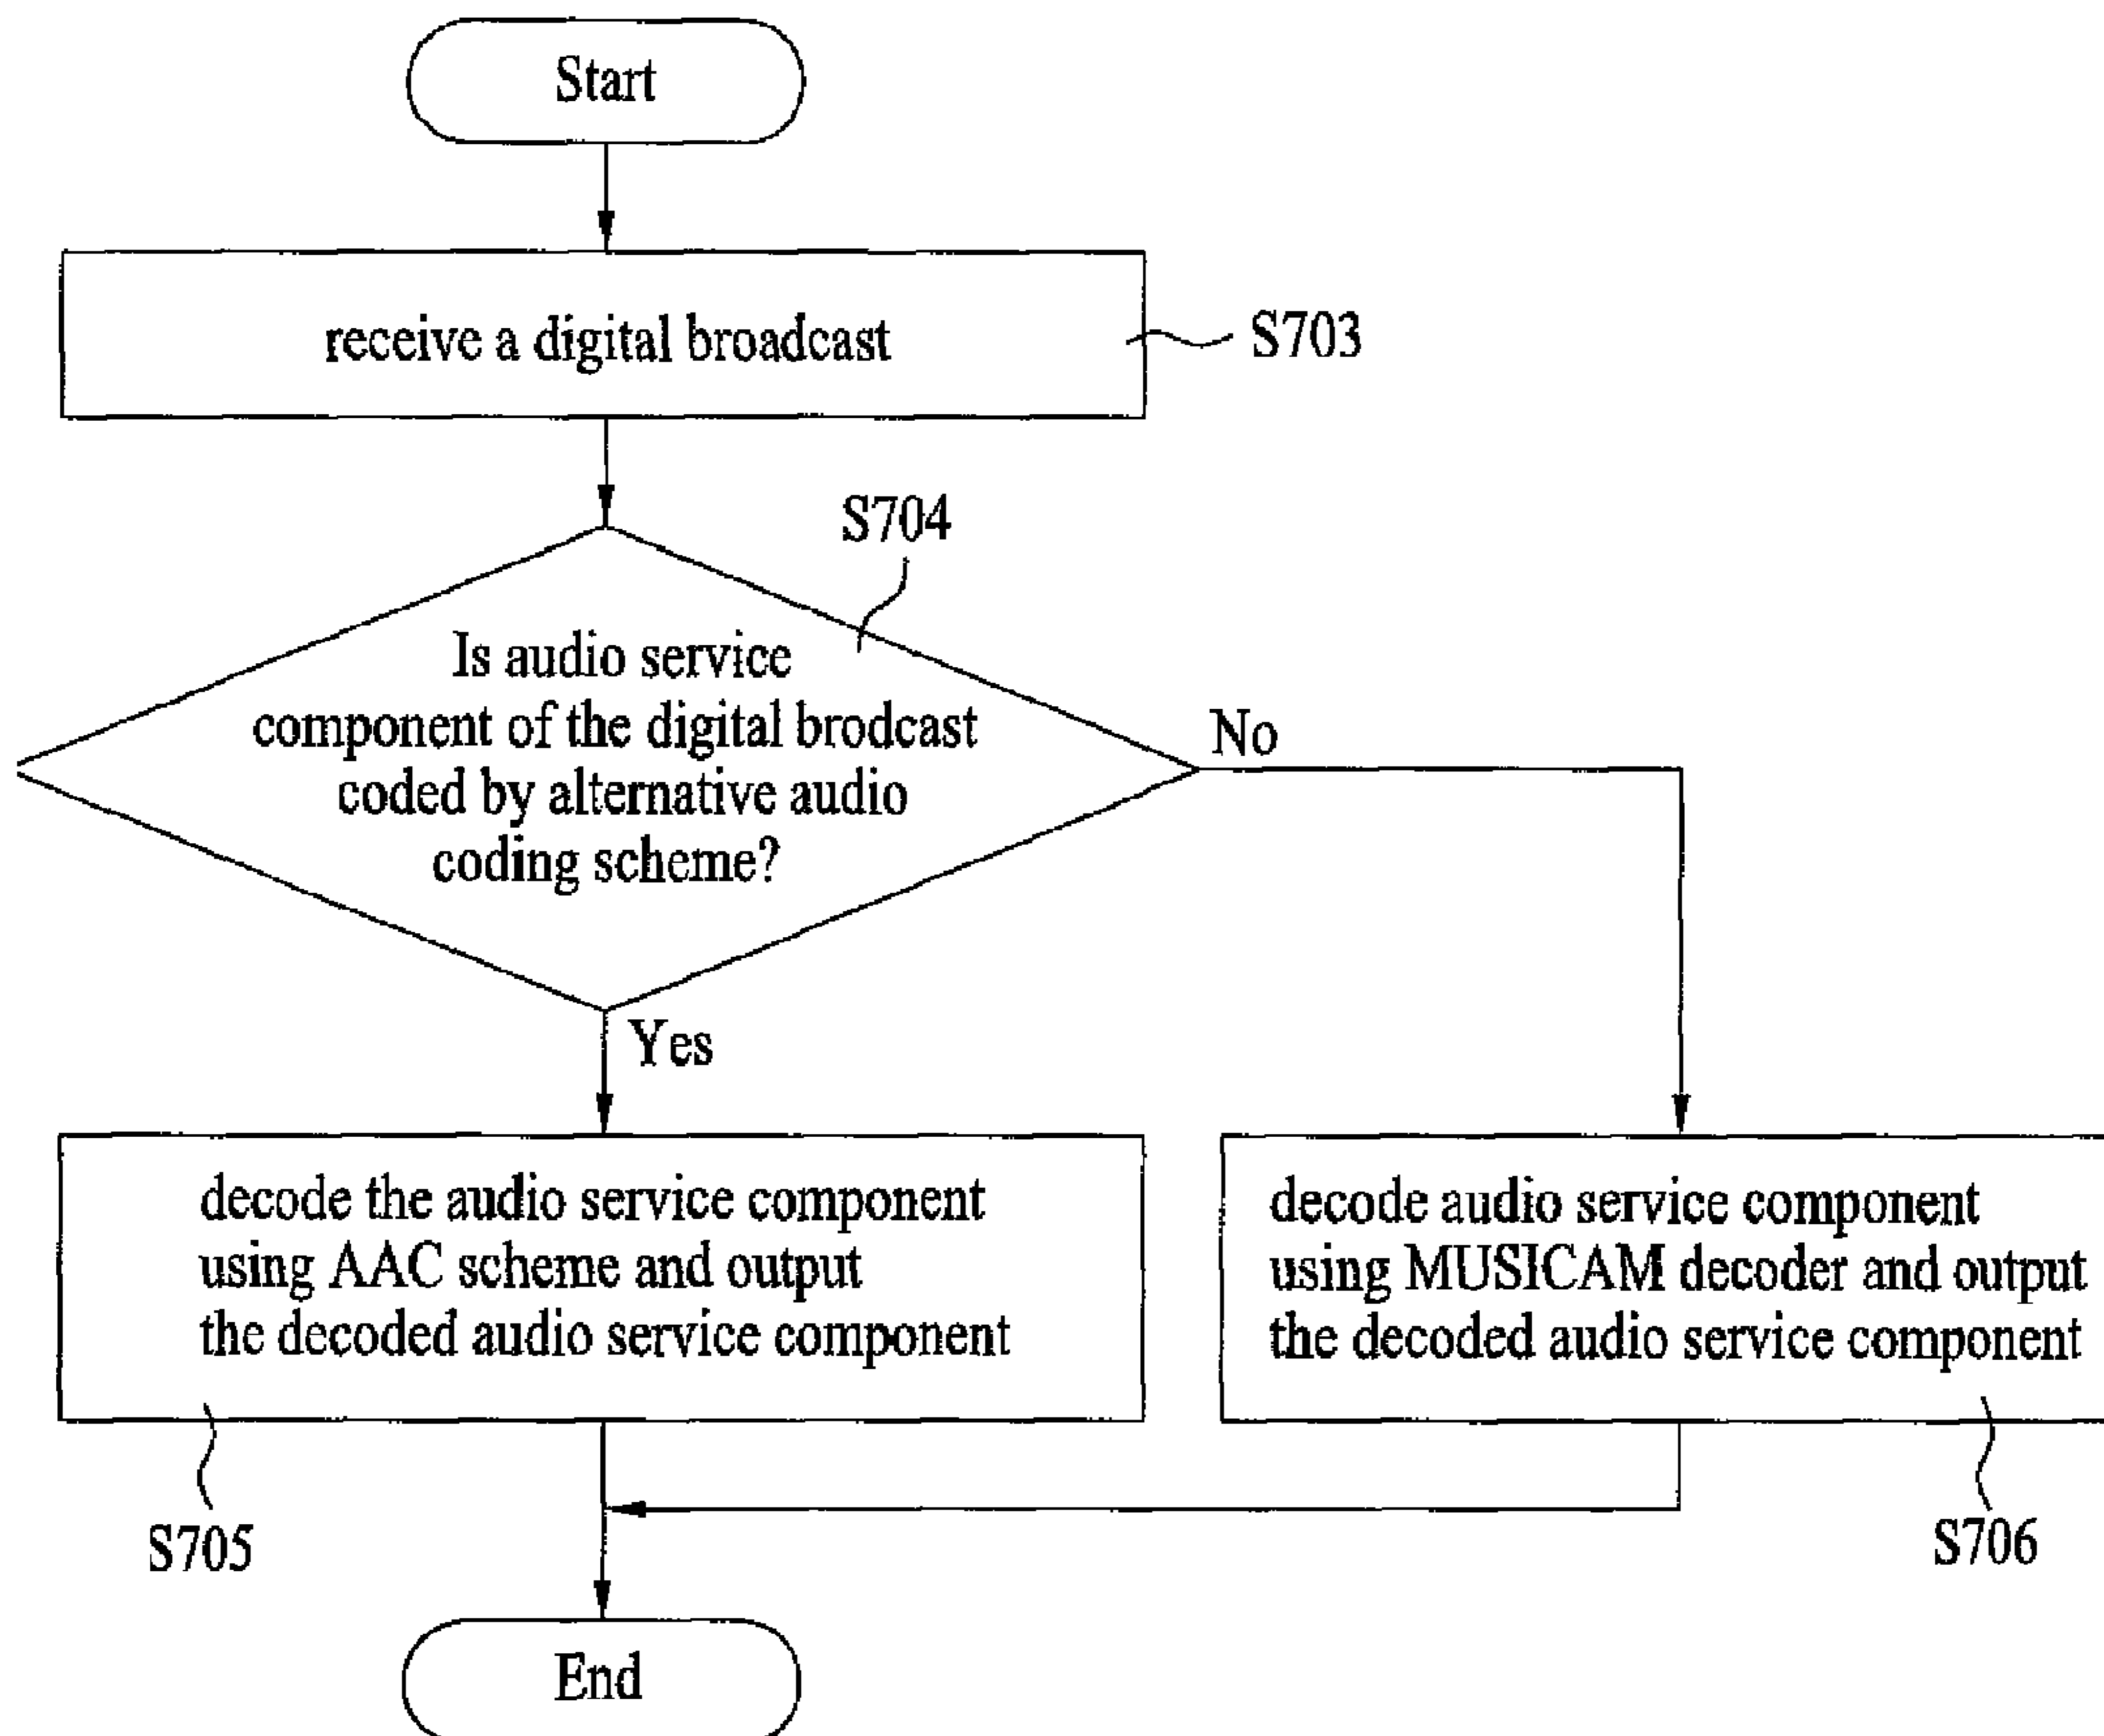 Start
receive a digital broadcast
S703
S704
Is audio service
component of the digital brodcast
coded by alternative audio
coding scheme?
No
Yes
decode the audio service component
using AAC scheme and output
the decoded audio service component
S705
decode audio service component
using MUSICAM decoder and output
the decoded audio service component
S706
End